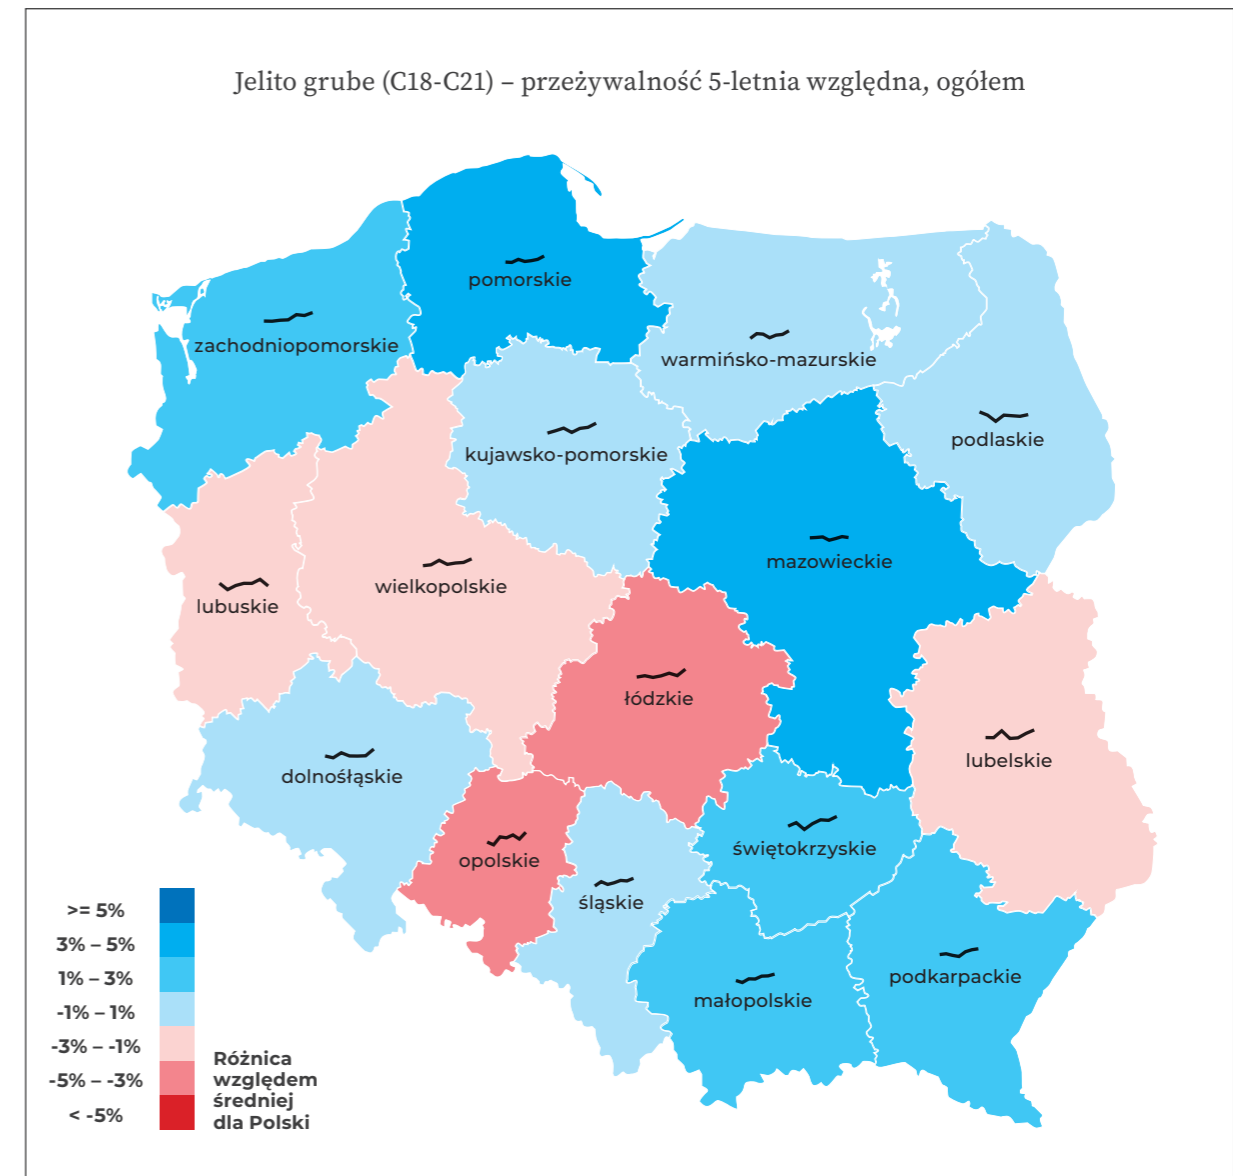 Jelito grube (C18-C21) – przeżywalność 5-letnia względna, ogółem
pomorskie
zachodniopomorskie
warmińsko-mazurskie
podlaskie
kujawsko-pomorskie
mazowieckie
wielkopolskie
lubuskie
łódzkie
lubelskie
dolnośłąskie
świętokrzyskie
opolskie
śląskie
podkarpackie
małopolskie
>= 5%
3% – 5%
1% – 3%
-1% – 1%
-3% – -1%
-5% – -3%
< -5%
Różnica
względem
średniej
dla Polski